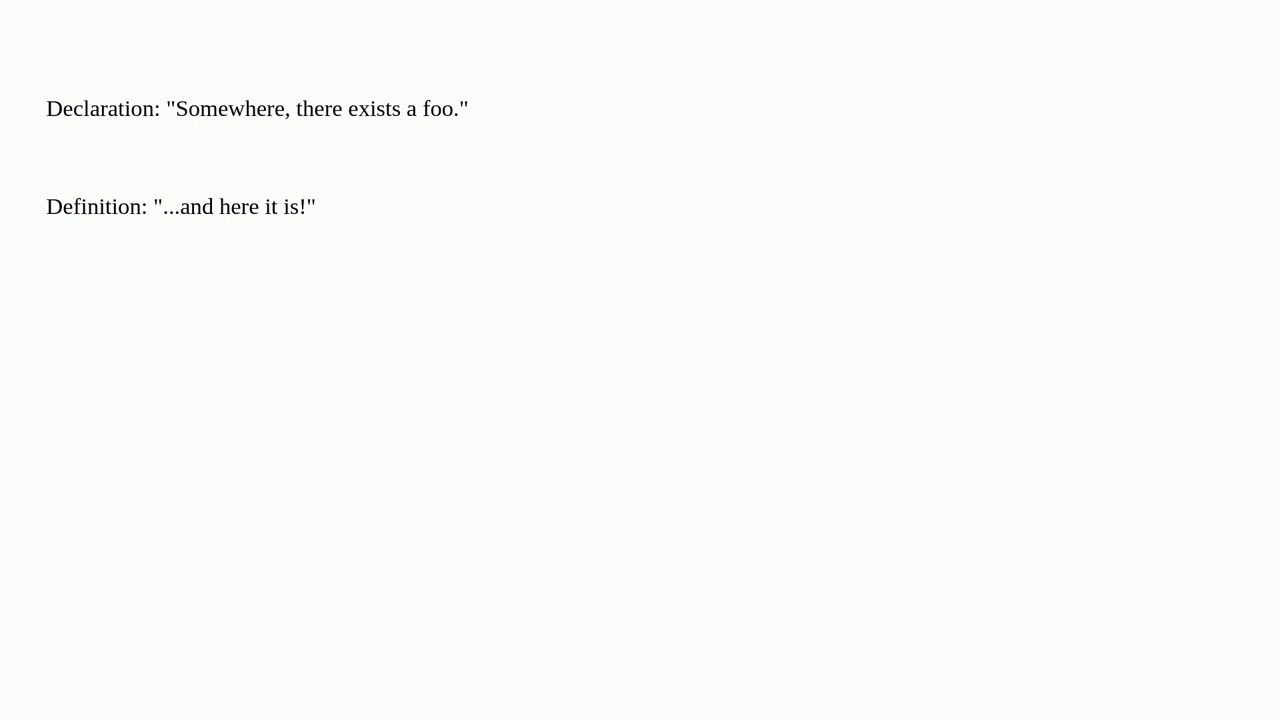 Declaration: "Somewhere, there exists a foo."
Definition: "...and here it is!"